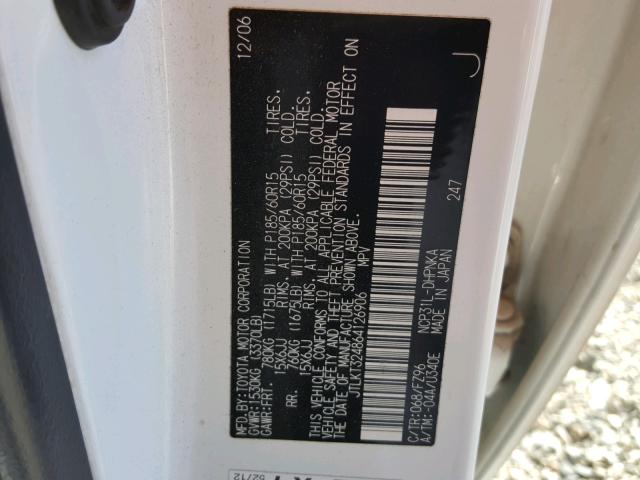 MFD.BY:TOYOTA MOTOR CORPORATION 12/06
GVWR:1530KG (3370LB)
GAWR:FRT. 780KG (1715LB) WITH P185/60R15 TIRES.
15X6JJ RIMS. AT 200KPA (29PSI) COLD.
RR. 760KG (1675LB) WITH P185/60R15 TIRES.
15X6JJ RIMS. AT 200KPA (29PSI) COLD.
THIS VEHICLE CONFORMS TO ALL APPLICABLE FEDERAL MOTOR
VEHICLE SAFETY AND THEFT PREVENTION STANDARDS IN EFFECT ON
THE DATE OF MANUFACTURE SHOWN ABOVE.
JTLKT324864126906 MPV
C/TR:068/F796 NCP31L-DHPNKA 247
A/TM:-04A/U340E MADE IN JAPAN
J
52/12